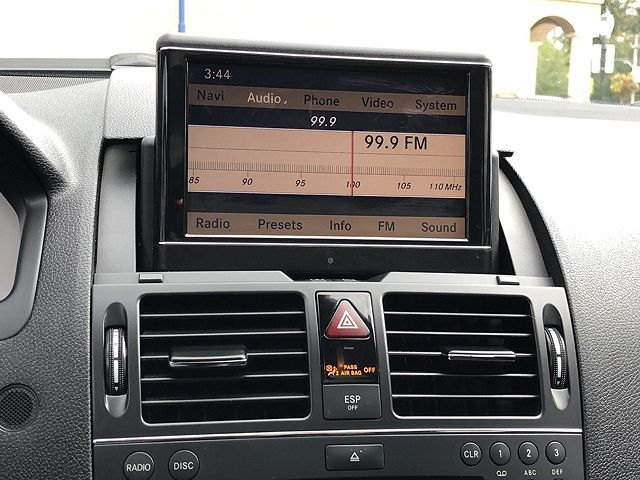 3:44
Navi Audio Phone Video System
99.9
99.9 FM
85 90 95 100 105 110 MHz
Radio Presets Info FM Sound
PASS
2 AIR BAG OFF
ESP
OFF
RADIO DISC CLR 1 2 3
ABC DEF